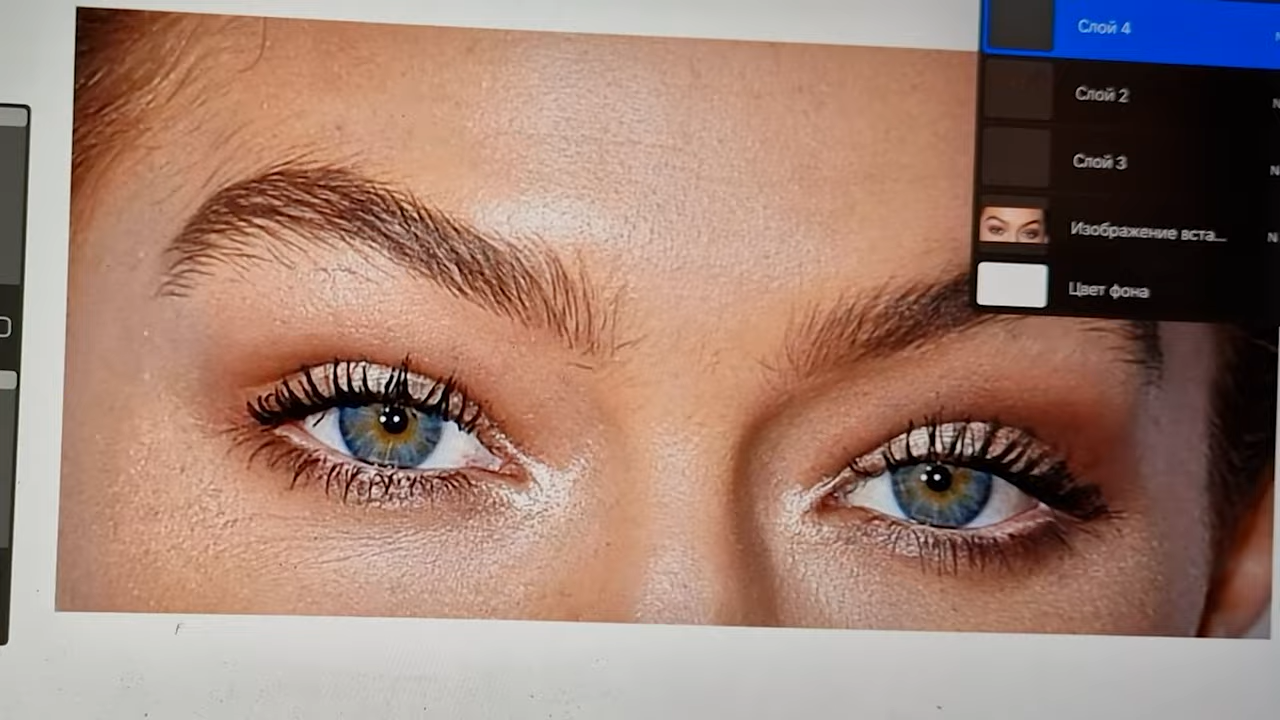 Слой 4
N
Слой 2
N
Слой 3
N
Изображение вста...
N
Цвет фона